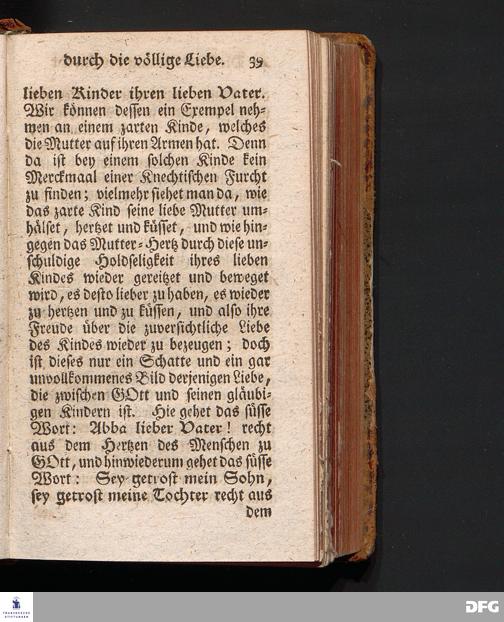 durch die völlige Liebe. 39
lieben Kinder ihren lieben Vater.
Wir können dessen ein Exempel neh-
men an einem zarten Kinde, welches
die Mutter auf ihren Armen hat. Denn
da ist bey einem solchen Kinde kein
Merckmaal einer Knechtischen Furcht
zu finden; vielmehr siehet man da, wie
das zarte Kind seine liebe Mutter um-
hälset, hertzet und küsset, und wie hin-
gegen das Mutter-Hertz durch diese un-
schuldige Holdseligkeit ihres lieben
Kindes wieder gereitzet und beweget
wird, es desto lieber zu haben, es wieder
zu hertzen und zu küssen, und also ihre
Freude über die zuversichtliche Liebe
des Kindes wieder zu bezeugen; doch
ist dieses nur ein Schatte und ein gar
unvollkommenes Bild derjenigen Liebe,
die zwischen GOtt und seinen gläubi-
gen Kindern ist. Hie gehet das süsse
Wort: Abba lieber Vater! recht
aus dem Hertzen des Menschen zu
GOtt, und hinwiederum gehet das süsse
Wort: Sey getrost mein Sohn,
sey getrost meine Tochter recht aus
dem
FRANCKESCHE
STIFTUNGEN
DFG